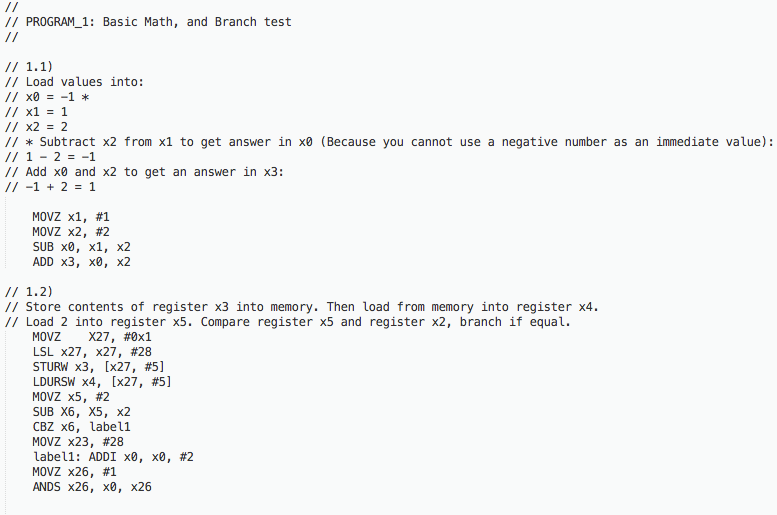 //
// PROGRAM_1: Basic Math, and Branch test
//
// 1.1)
// Load values into:
// x0 = -1 *
// x1 = 1
// x2 = 2
// * Subtract x2 from x1 to get answer in x0 (Because you cannot use a negative number as an immediate value):
// 1 - 2 = -1
// Add x0 and x2 to get an answer in x3:
// -1 + 2 = 1
MOVZ x1, #1
MOVZ x2, #2
SUB x0, x1, x2
ADD x3, x0, x2
// 1.2)
// Store contents of register x3 into memory. Then load from memory into register x4.
// Load 2 into register x5. Compare register x5 and register x2, branch if equal.
MOVZ    X27, #0x1
LSL x27, x27, #28
STURW x3, [x27, #5]
LDURSW x4, [x27, #5]
MOVZ x5, #2
SUB X6, X5, x2
CBZ x6, label1
MOVZ x23, #28
label1: ADDI x0, x0, #2
MOVZ x26, #1
ANDS x26, x0, x26